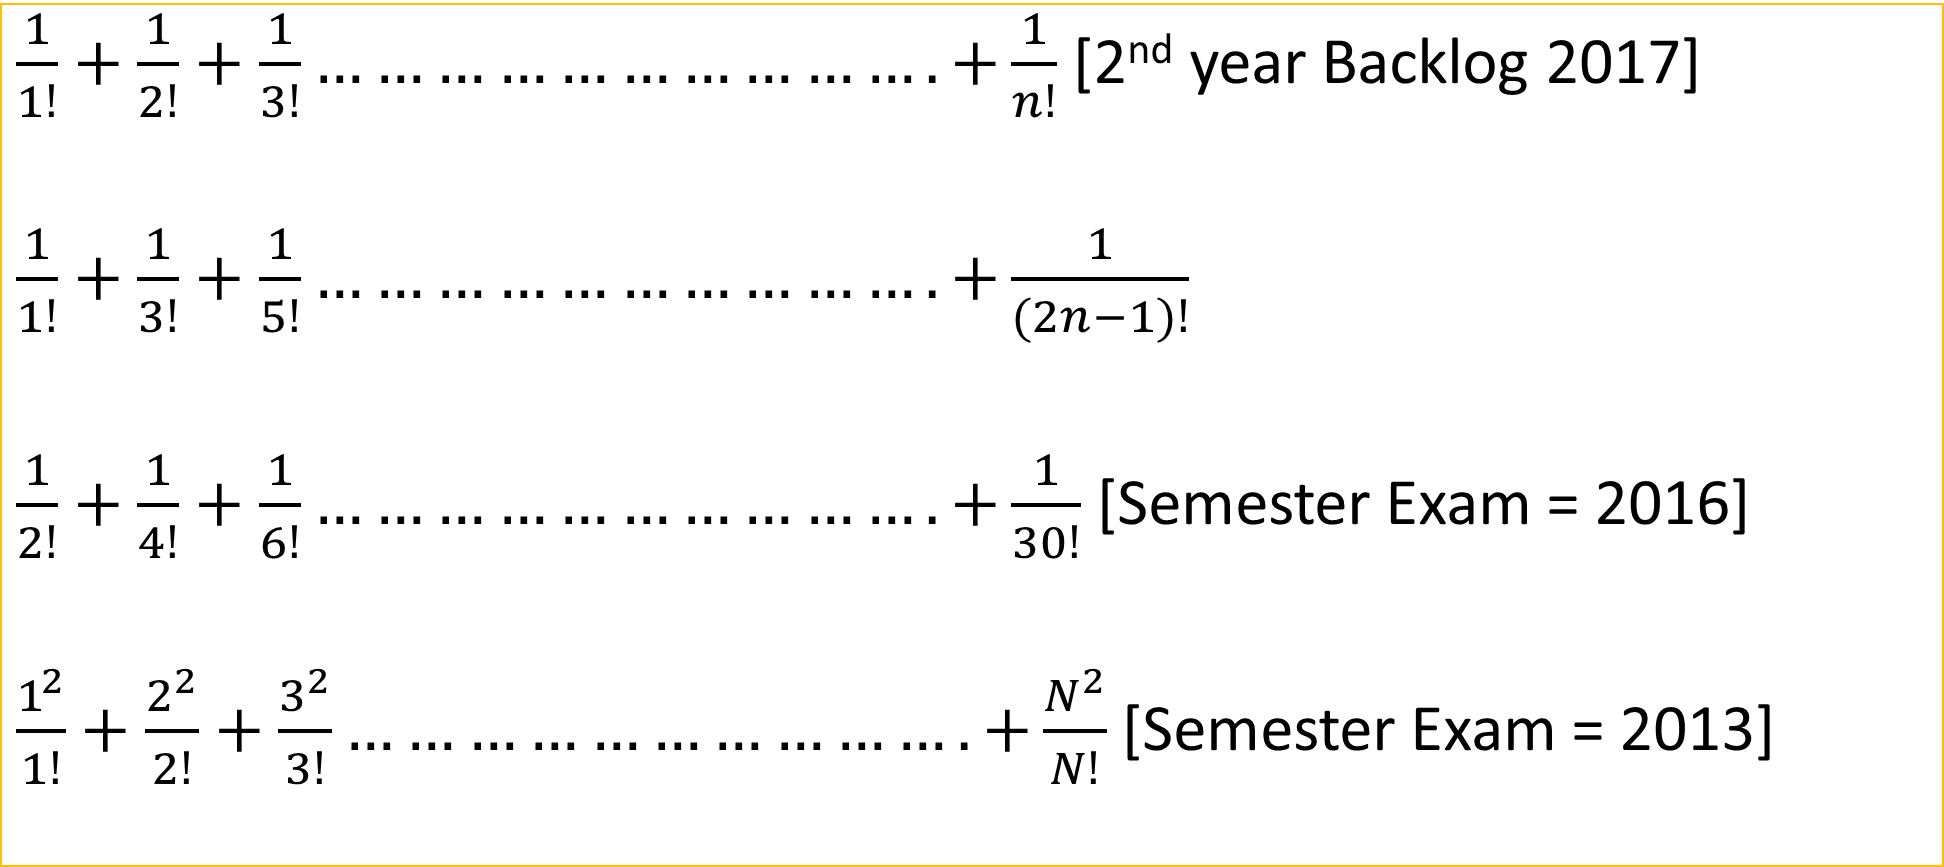 1/1! + 1/2! + 1/3! … … … … … … … … … … . + 1/n! [2nd year Backlog 2017]
1/1! + 1/3! + 1/5! … … … … … … … … … … . + 1/(2n−1)!
1/2! + 1/4! + 1/6! … … … … … … … … … … . + 1/30! [Semester Exam = 2016]
1²/1! + 2²/2! + 3²/3! … … … … … … … … … … . + N²/N! [Semester Exam = 2013]